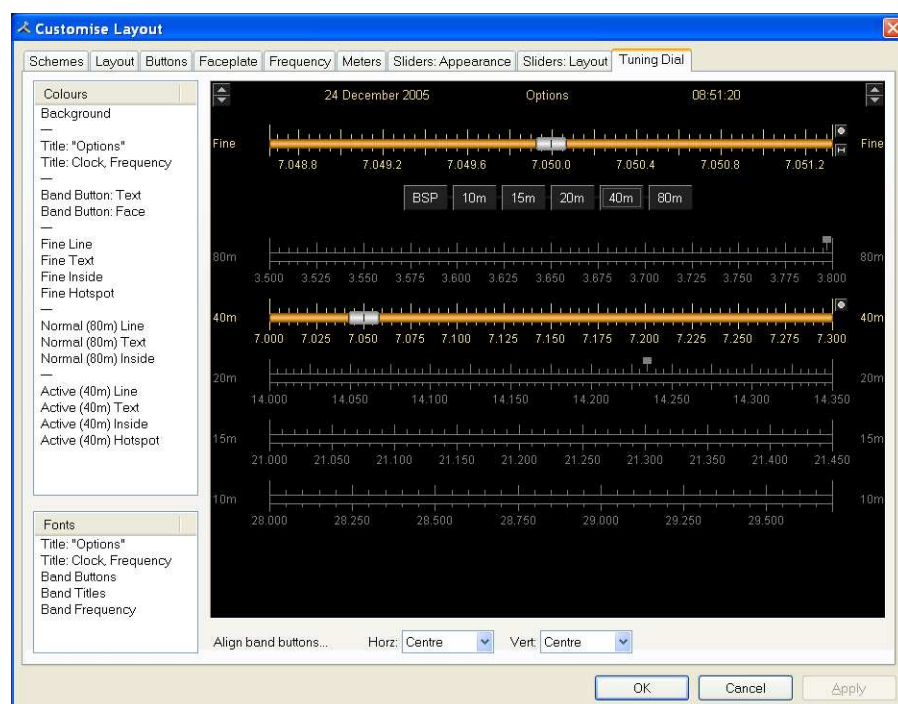 Customise Layout
Schemes Layout Buttons Faceplate Frequency Meters Sliders: Appearance Sliders: Layout Tuning Dial
Colours
Background
—
Title: "Options"
Title: Clock, Frequency
—
Band Button: Text
Band Button: Face
—
Fine Line
Fine Text
Fine Inside
Fine Hotspot
—
Normal (80m) Line
Normal (80m) Text
Normal (80m) Inside
—
Active (40m) Line
Active (40m) Text
Active (40m) Inside
Active (40m) Hotspot
Fonts
Title: "Options"
Title: Clock, Frequency
Band Buttons
Band Titles
Band Frequency
24 December 2005 Options 08:51:20
Fine Fine
7.048.8 7.049.2 7.049.6 7.050.0 7.050.4 7.050.8 7.051.2
BSP 10m 15m 20m 40m 80m
80m 80m
3.500 3.525 3.550 3.575 3.600 3.625 3.650 3.675 3.700 3.725 3.750 3.775 3.800
40m 40m
7.000 7.025 7.050 7.075 7.100 7.125 7.150 7.175 7.200 7.225 7.250 7.275 7.300
20m 20m
14.000 14.050 14.100 14.150 14.200 14.250 14.300 14.350
15m 15m
21.000 21.050 21.100 21.150 21.200 21.250 21.300 21.350 21.400 21.450
10m 10m
28.000 28.250 28.500 28.750 29.000 29.250 29.500
Align band buttons... Horz: Centre Vert: Centre
OK Cancel Apply